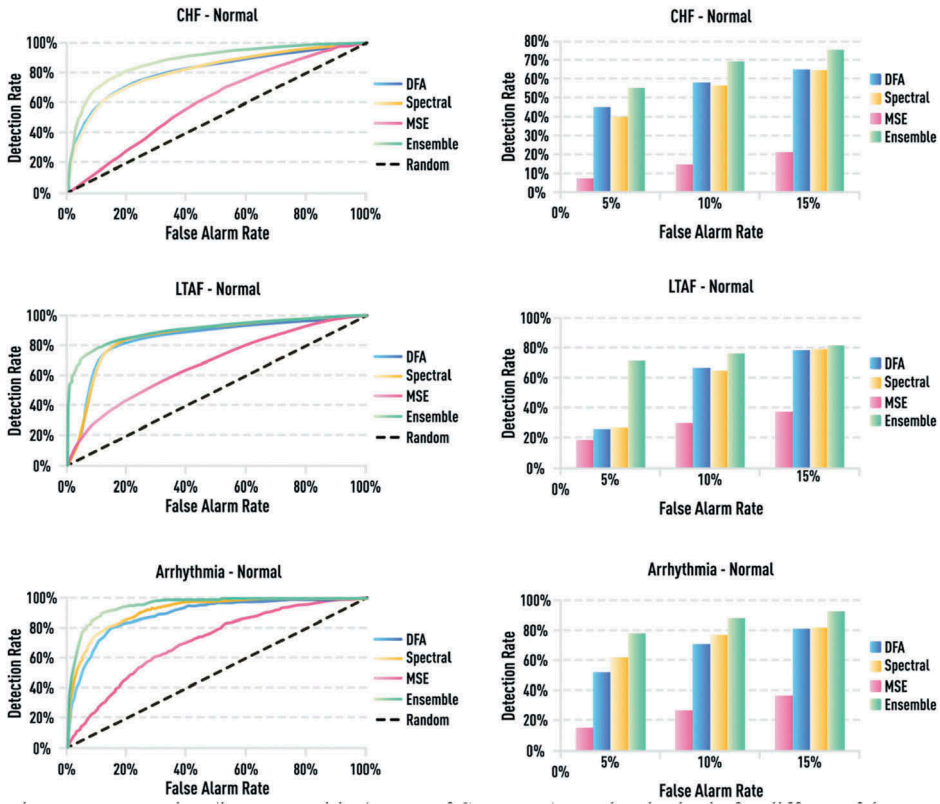 CHF - Normal
100%
80%
60%
40%
20%
0%
Detection Rate
0% 20% 40% 60% 80% 100%
False Alarm Rate
DFA
Spectral
MSE
Ensemble
Random
CHF - Normal
80%
70%
60%
50%
40%
30%
20%
10%
0%
Detection Rate
0% 5% 10% 15%
False Alarm Rate
DFA
Spectral
MSE
Ensemble
LTAF - Normal
100%
80%
60%
40%
20%
0%
Detection Rate
0% 20% 40% 60% 80% 100%
False Alarm Rate
DFA
Spectral
MSE
Ensemble
Random
LTAF - Normal
100%
80%
60%
40%
20%
0%
Detection Rate
0% 5% 10% 15%
False Alarm Rate
DFA
Spectral
MSE
Ensemble
Arrhythmia - Normal
100%
80%
60%
40%
20%
0%
Detection Rate
0% 20% 40% 60% 80% 100%
False Alarm Rate
DFA
Spectral
MSE
Ensemble
Random
Arrhythmia - Normal
100%
80%
60%
40%
20%
0%
Detection Rate
0% 5% 10% 15%
False Alarm Rate
DFA
Spectral
MSE
Ensemble